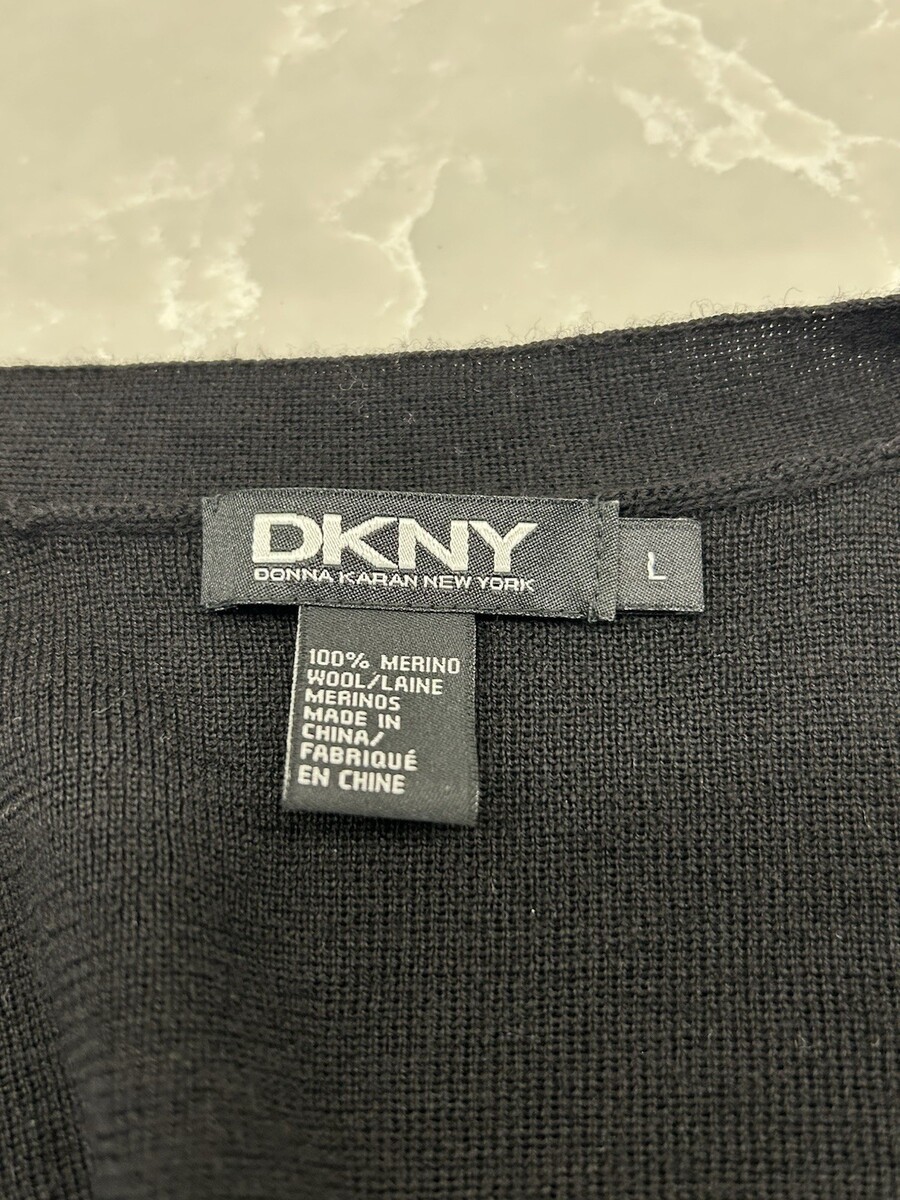 DKNY
DONNA KARAN NEW YORK
L
100% MERINO
WOOL/LAINE
MERINOS
MADE IN
CHINA/
FABRIQUÉ
EN CHINE